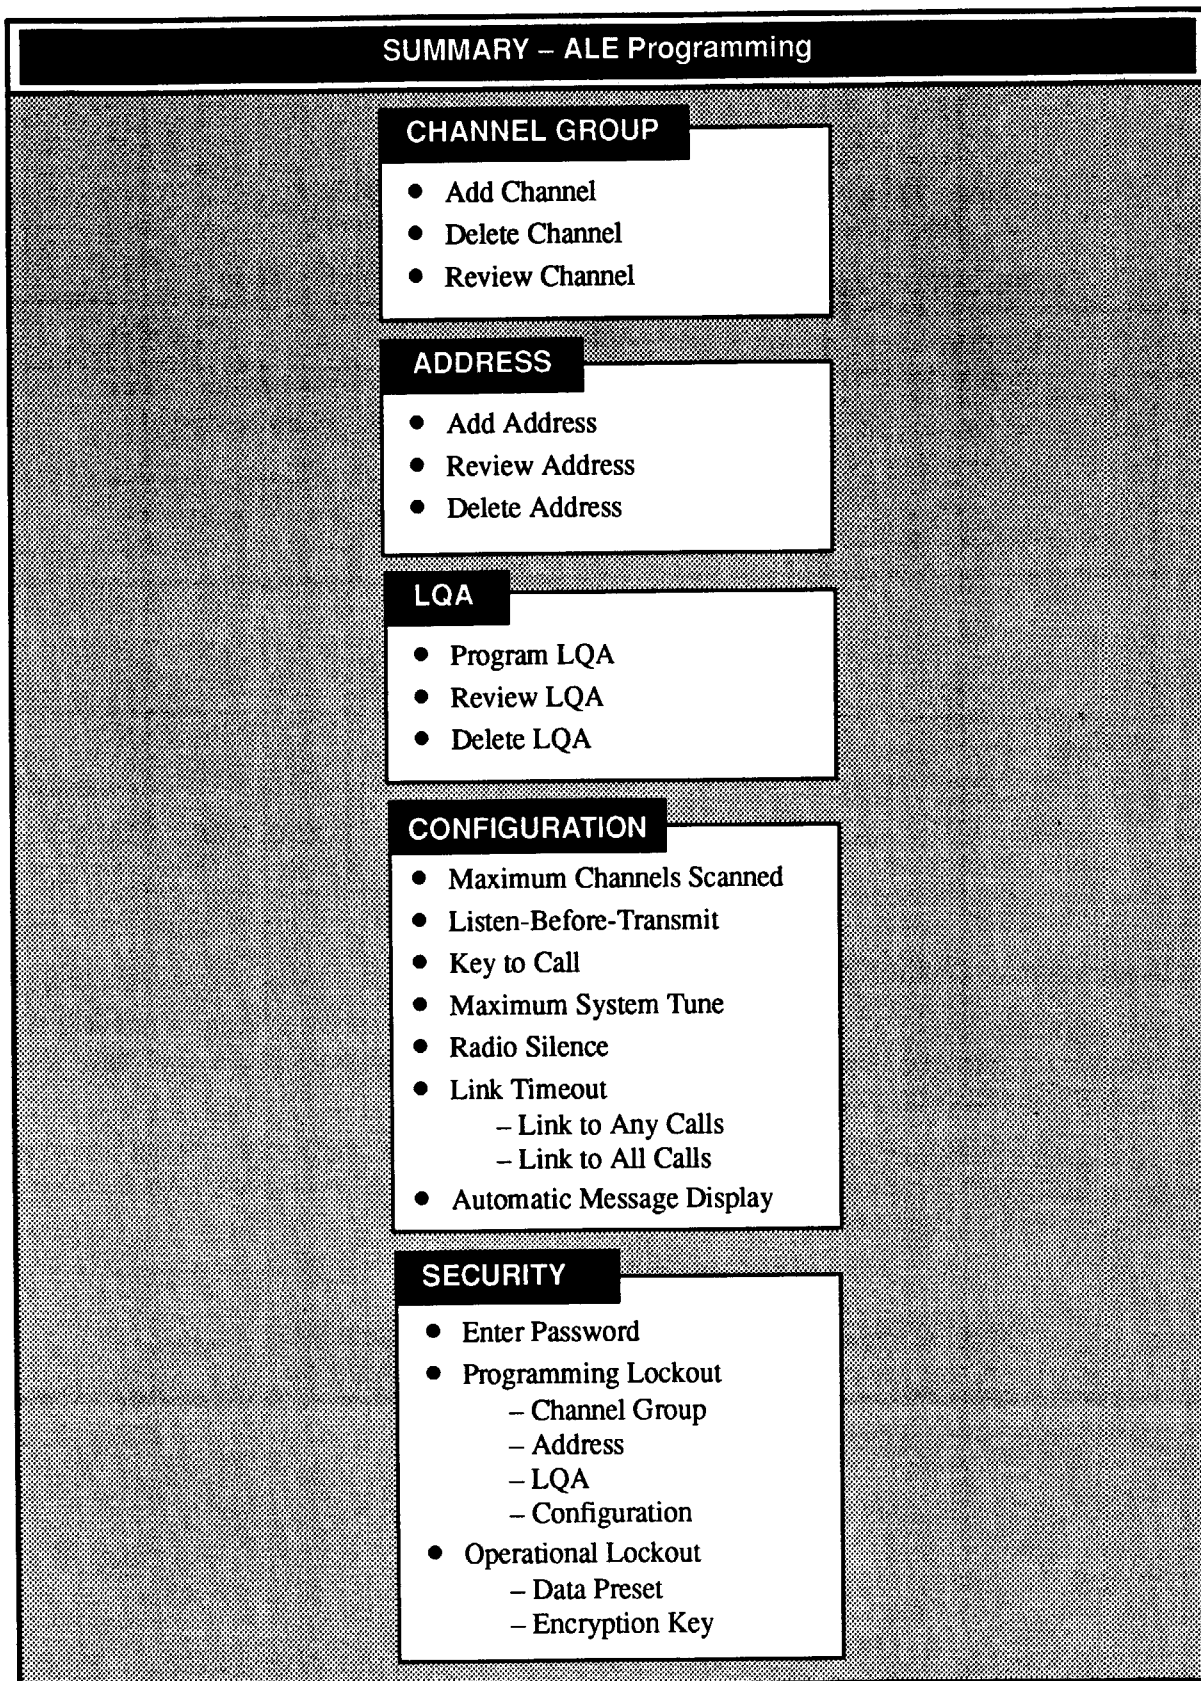 SUMMARY – ALE Programming
CHANNEL GROUP
● Add Channel
● Delete Channel
● Review Channel
ADDRESS
● Add Address
● Review Address
● Delete Address
LQA
● Program LQA
● Review LQA
● Delete LQA
CONFIGURATION
● Maximum Channels Scanned
● Listen-Before-Transmit
● Key to Call
● Maximum System Tune
● Radio Silence
● Link Timeout
– Link to Any Calls
– Link to All Calls
● Automatic Message Display
SECURITY
● Enter Password
● Programming Lockout
– Channel Group
– Address
– LQA
– Configuration
● Operational Lockout
– Data Preset
– Encryption Key